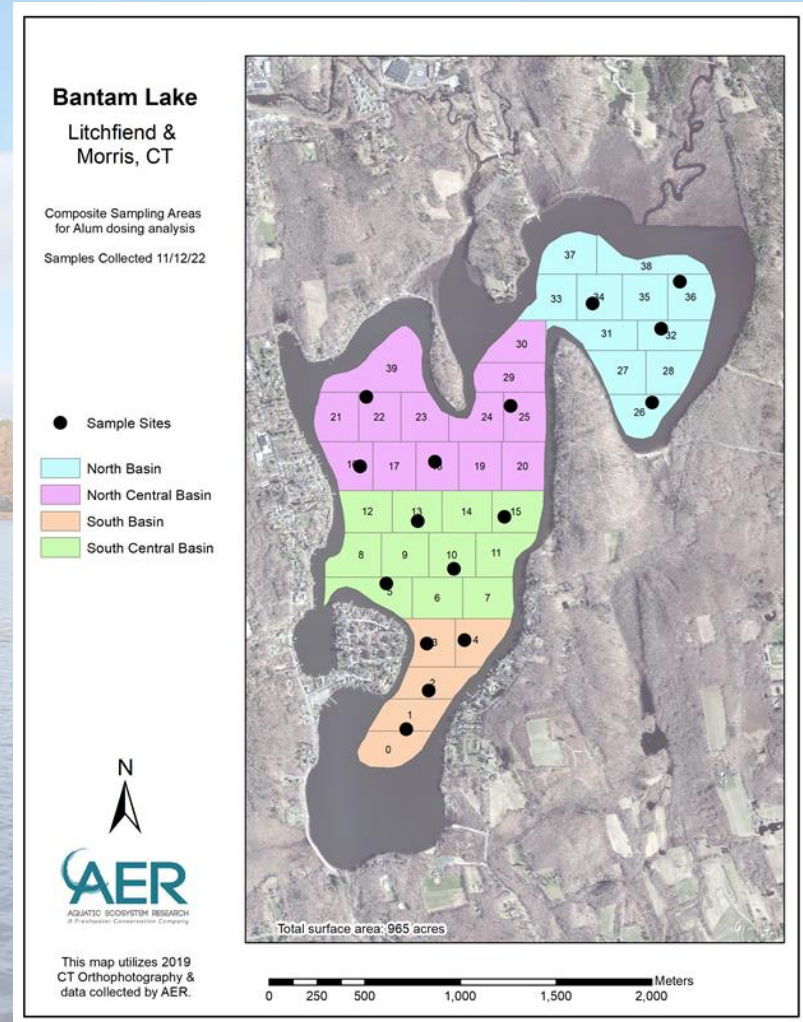 Bantam Lake
Litchfiend &
Morris, CT
Composite Sampling Areas
for Alum dosing analysis
Samples Collected 11/12/22
Sample Sites
North Basin
North Central Basin
South Basin
South Central Basin
N
AER
AQUATIC ECOSYSTEM RESEARCH
A Freshwater Conservation Company
This map utilizes 2019
CT Orthophotography &
data collected by AER.
37
38
33
34
35
36
31
32
27
28
26
30
29
39
21
22
23
24
25
17
19
20
12
13
14
15
8
9
10
11
5
6
7
3
4
2
1
0
Total surface area: 965 acres
Meters
0 250 500 1,000 1,500 2,000